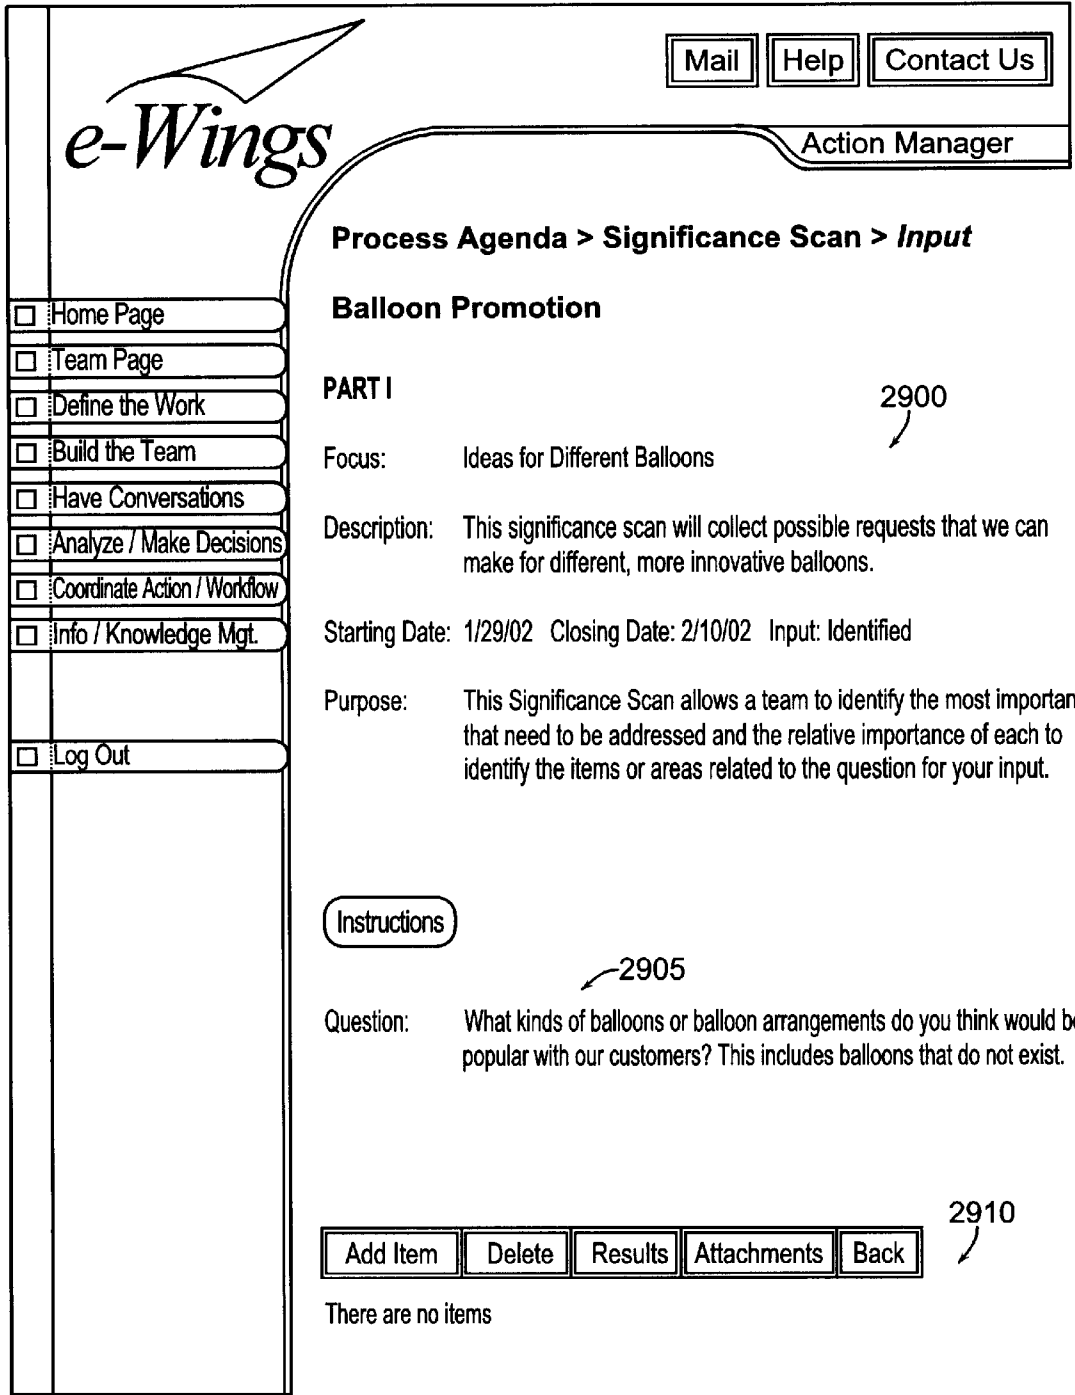 Mail Help Contact Us
e-Wings
Action Manager
Process Agenda > Significance Scan > Input
Balloon Promotion
Home Page
Team Page
Define the Work
Build the Team
Have Conversations
Analyze / Make Decisions
Coordinate Action / Workflow
Info / Knowledge Mgt.
Log Out
PART I
2900
Focus: Ideas for Different Balloons
Description: This significance scan will collect possible requests that we can
make for different, more innovative balloons.
Starting Date: 1/29/02 Closing Date: 2/10/02 Input: Identified
Purpose: This Significance Scan allows a team to identify the most importan
that need to be addressed and the relative importance of each to
identify the items or areas related to the question for your input.
Instructions
2905
Question: What kinds of balloons or balloon arrangements do you think would b
popular with our customers? This includes balloons that do not exist.
2910
Add Item Delete Results Attachments Back
There are no items